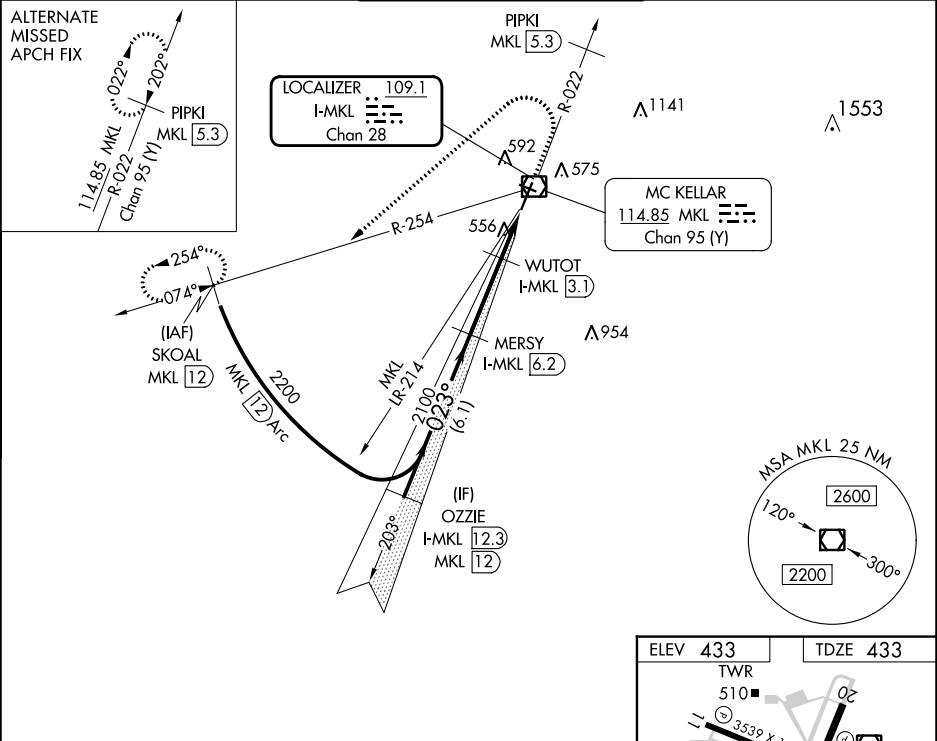 ALTERNATE
MISSED
APCH FIX
022°
202°
PIPKI
MKL 5.3
114.85 MKL
R-022
Chan 95 (Y)
PIPKI
MKL 5.3
R-022
LOCALIZER 109.1
I-MKL
Chan 28
1141
1553
592
575
MC KELLAR
114.85 MKL
Chan 95 (Y)
R-254
556
WUTOT
I-MKL 3.1
254°
074°
(IAF)
SKOAL
MKL 12
MERSY
I-MKL 6.2
954
2200
MKL 12 Arc
MKL
LR-214
2100
023°
(6.1)
(IF)
OZZIE
I-MKL 12.3
MKL 12
203°
MSA MKL 25 NM
120°
2600
2200
300°
ELEV 433
TDZE 433
TWR
510
20
11
P
3539 X